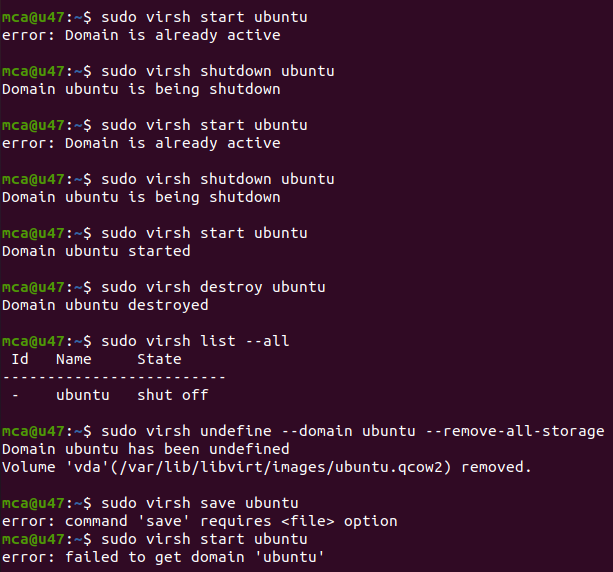 mca@u47:~$ sudo virsh start ubuntu
error: Domain is already active
mca@u47:~$ sudo virsh shutdown ubuntu
Domain ubuntu is being shutdown
mca@u47:~$ sudo virsh start ubuntu
error: Domain is already active
mca@u47:~$ sudo virsh shutdown ubuntu
Domain ubuntu is being shutdown
mca@u47:~$ sudo virsh start ubuntu
Domain ubuntu started
mca@u47:~$ sudo virsh destroy ubuntu
Domain ubuntu destroyed
mca@u47:~$ sudo virsh list --all
 Id   Name     State
-------------------------
 -    ubuntu   shut off
mca@u47:~$ sudo virsh undefine --domain ubuntu --remove-all-storage
Domain ubuntu has been undefined
Volume 'vda'(/var/lib/libvirt/images/ubuntu.qcow2) removed.
mca@u47:~$ sudo virsh save ubuntu
error: command 'save' requires <file> option
mca@u47:~$ sudo virsh start ubuntu
error: failed to get domain 'ubuntu'